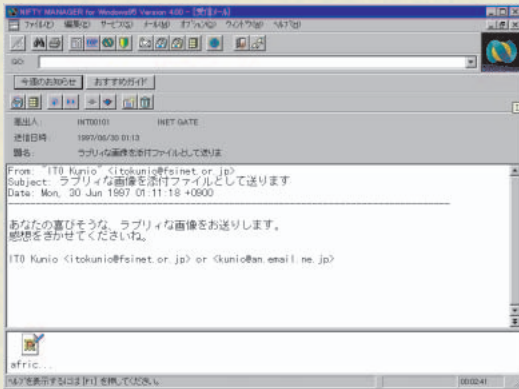 NIFTY MANAGER for Windows95 Version 4.00 - [受信メール]
ファイル(F) 編集(E) サービス(S) メール(M) オプション(O) ウィンドウ(W) ヘルプ(H)
GO:
今週のお知らせ おすすめガイド
差出人: INT00101 INET GATE
送信日時: 1997/06/30 01:13
題名: ラブリィな画像を添付ファイルとして送りま
From: "ITO Kunio" <itokunio@fsinet.or.jp>
Subject: ラブリィな画像を添付ファイルとして送ります
Date: Mon, 30 Jun 1997 01:11:18 +0900
あなたの喜びそうな、ラブリィな画像をお送りします。
感想をきかせてくださいね。
ITO Kunio <itokunio@fsinet.or.jp> or <kunio@an.email.ne.jp>
afric...
ヘルプを表示するには [F1] を押してください。 00:02:41